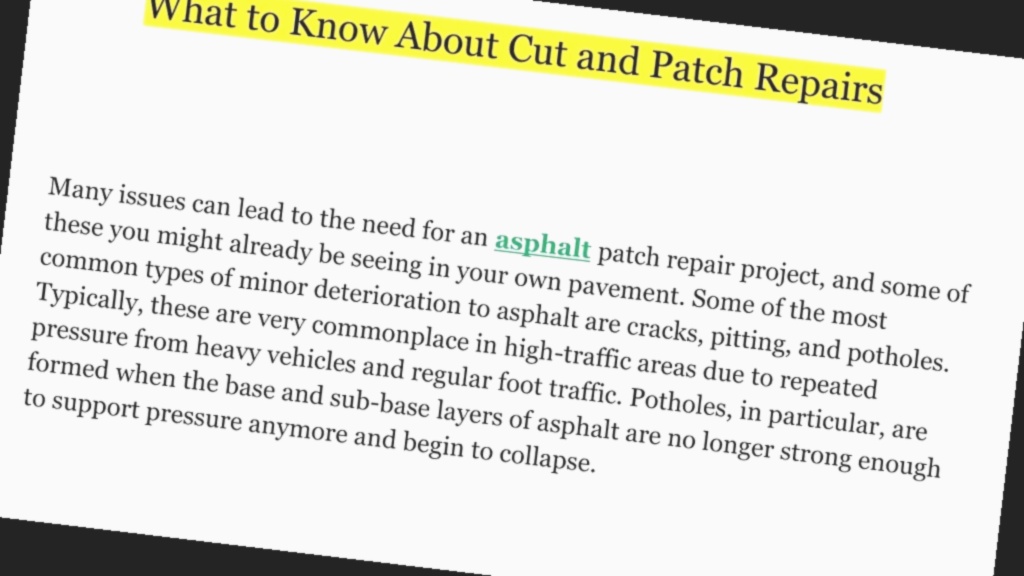 What to Know About Cut and Patch Repairs
Many issues can lead to the need for an asphalt patch repair project, and some of
these you might already be seeing in your own pavement. Some of the most
common types of minor deterioration to asphalt are cracks, pitting, and potholes.
Typically, these are very commonplace in high-traffic areas due to repeated
pressure from heavy vehicles and regular foot traffic. Potholes, in particular, are
formed when the base and sub-base layers of asphalt are no longer strong enough
to support pressure anymore and begin to collapse.